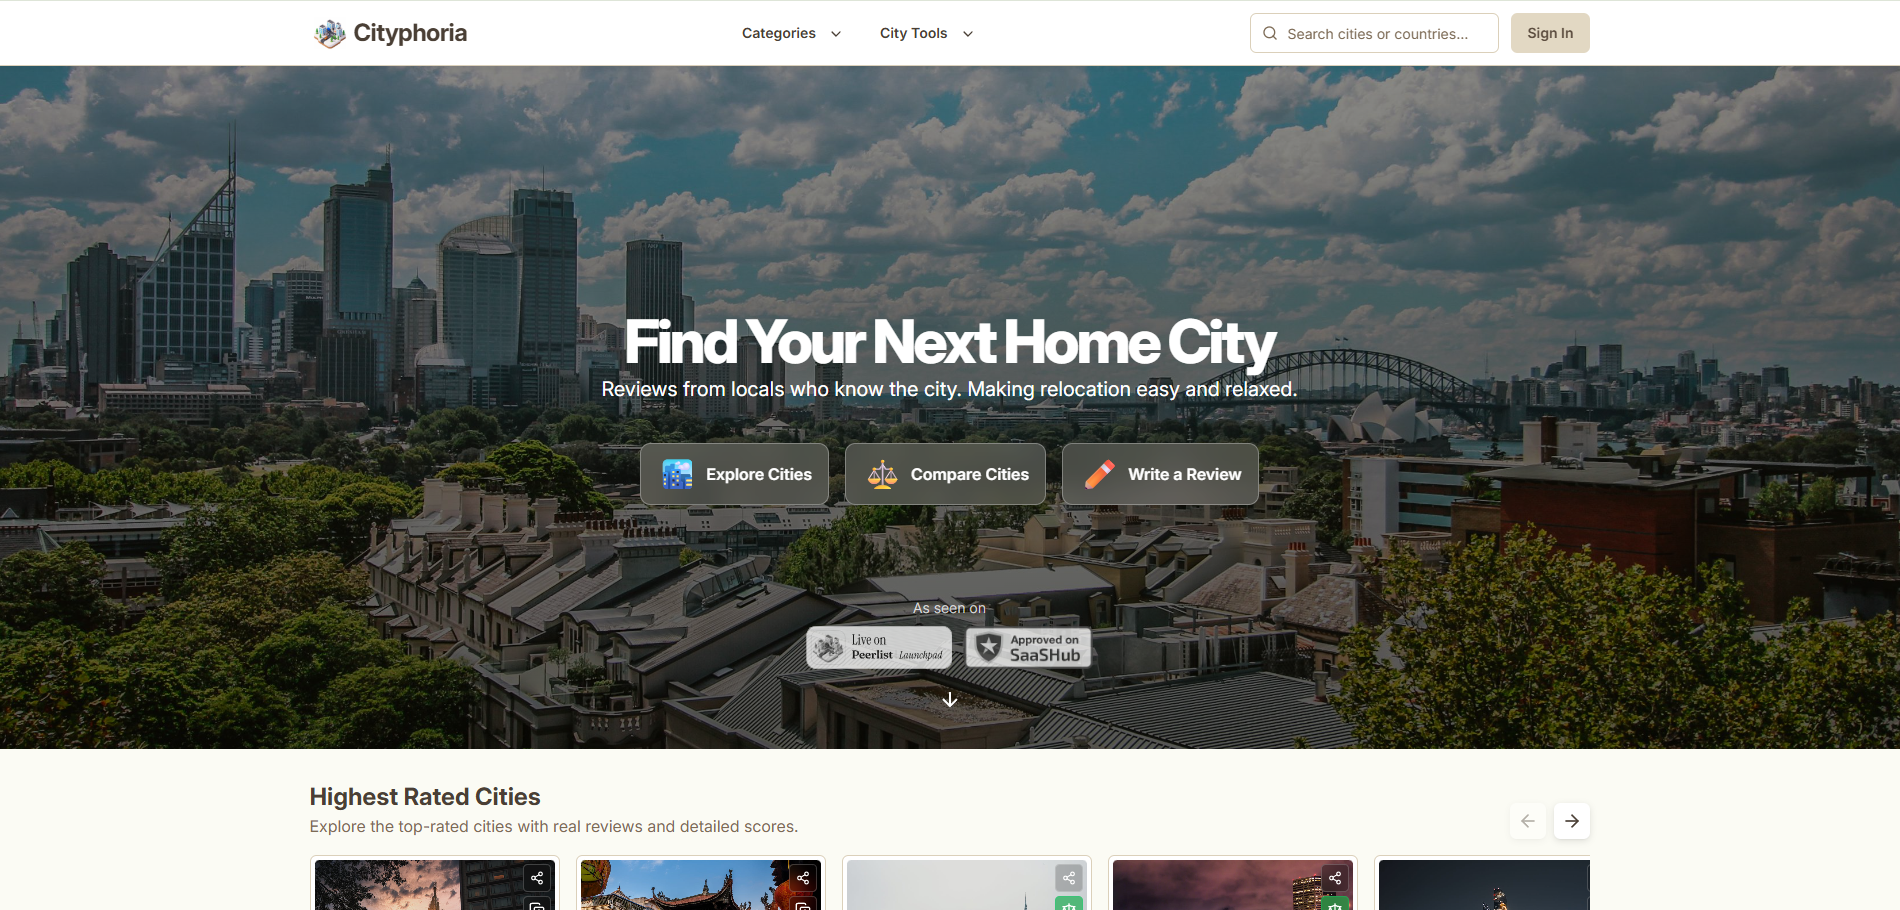 Cityphoria
Categories
City Tools
Search cities or countries...
Sign In
Find Your Next Home City
Reviews from locals who know the city. Making relocation easy and relaxed.
Explore Cities
Compare Cities
Write a Review
As seen on
Live on
Peerlist Launchpad
Approved on
SaaSHub
Highest Rated Cities
Explore the top-rated cities with real reviews and detailed scores.